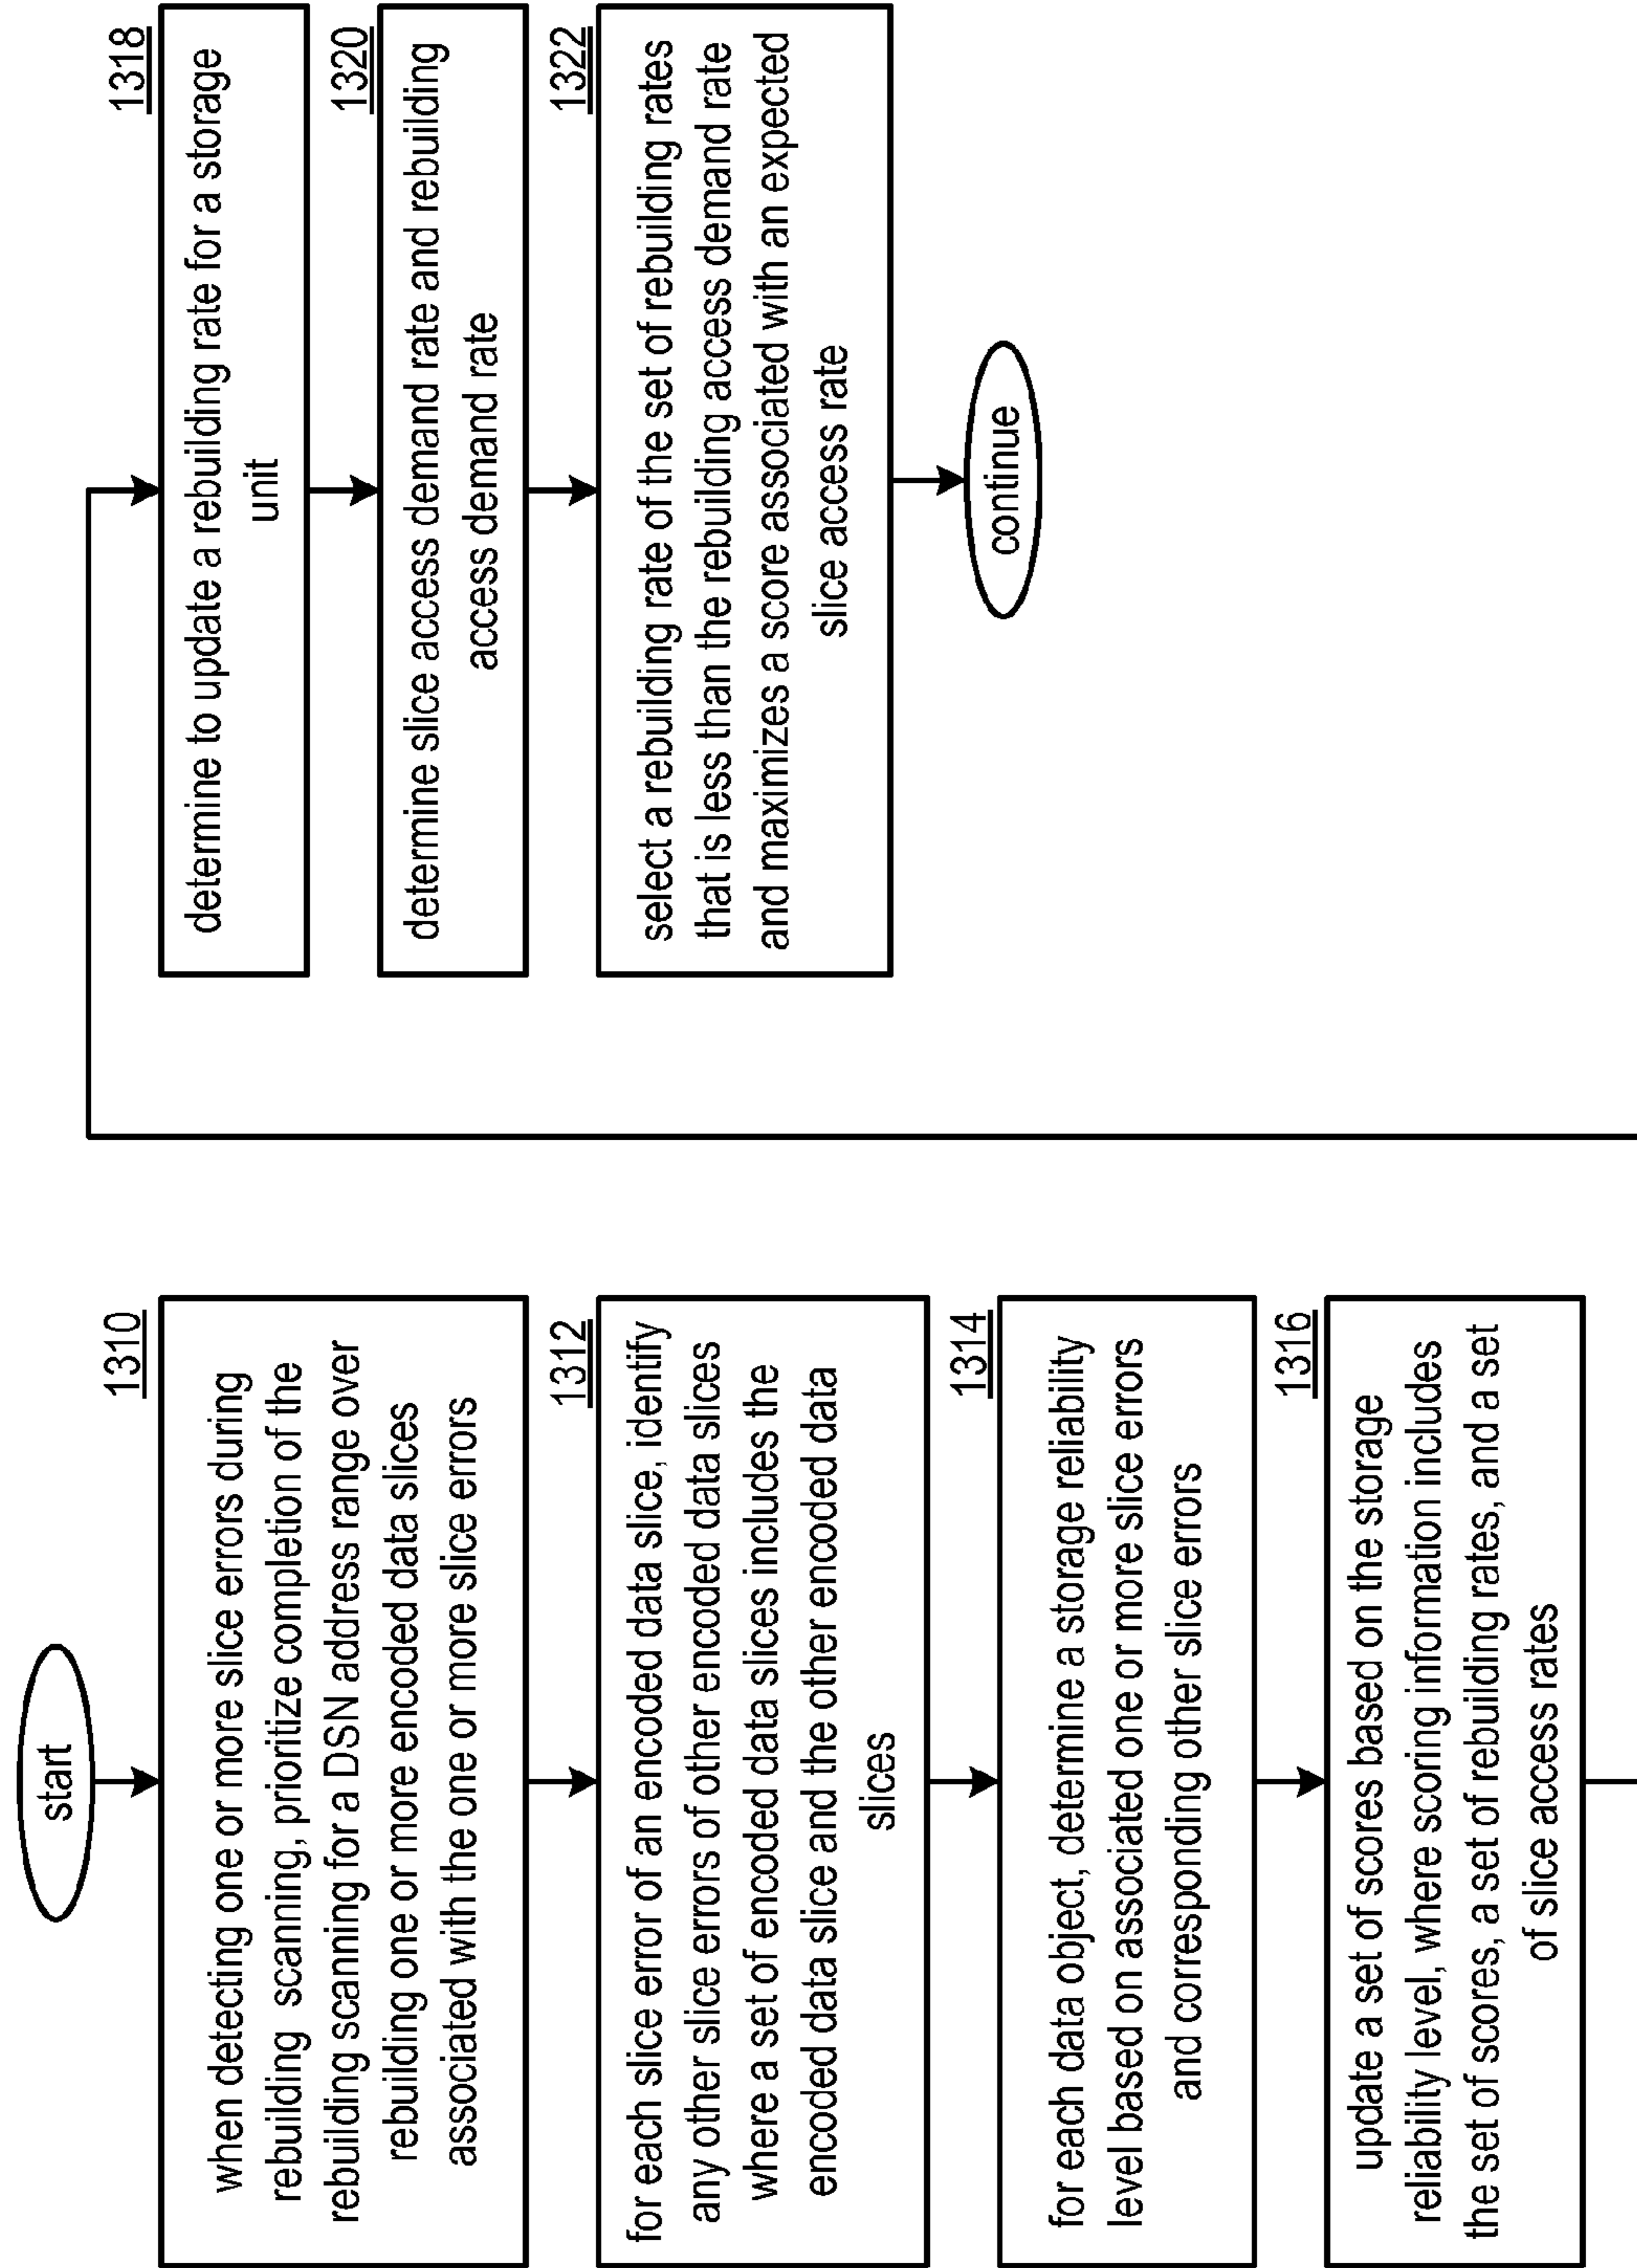 start
1310
when detecting one or more slice errors during
rebuilding scanning, prioritize completion of the
rebuilding scanning for a DSN address range over
rebuilding one or more encoded data slices
associated with the one or more slice errors
1312
for each slice error of an encoded data slice, identify
any other slice errors of other encoded data slices
where a set of encoded data slices includes the
encoded data slice and the other encoded data
slices
1314
for each data object, determine a storage reliability
level based on associated one or more slice errors
and corresponding other slice errors
1316
update a set of scores based on the storage
reliability level, where scoring information includes
the set of scores, a set of rebuilding rates, and a set
of slice access rates
1318
determine to update a rebuilding rate for a storage
unit
1320
determine slice access demand rate and rebuilding
access demand rate
1322
select a rebuilding rate of the set of rebuilding rates
that is less than the rebuilding access demand rate
and maximizes a score associated with an expected
slice access rate
continue